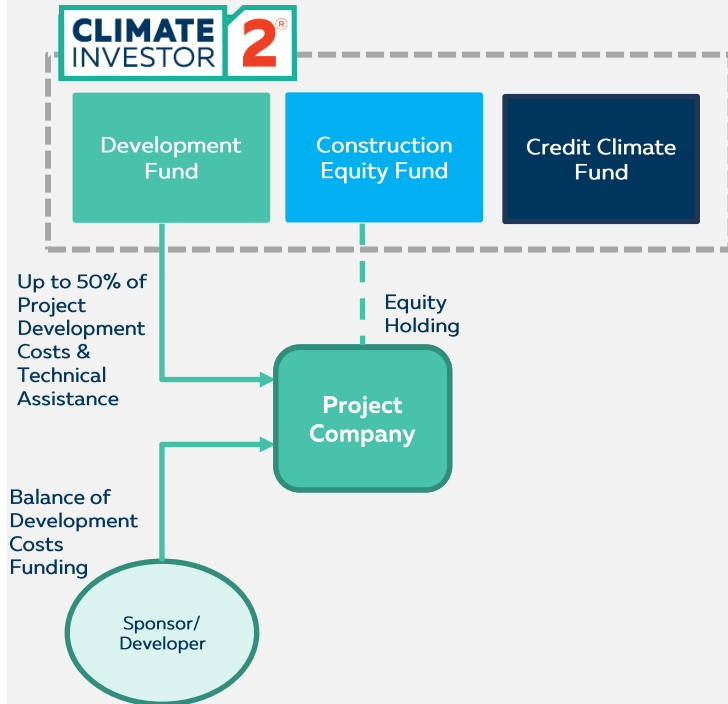 CLIMATE
INVESTOR
2®
Development
Fund
Construction
Equity Fund
Credit Climate
Fund
Up to 50% of
Project
Development
Costs &
Technical
Assistance
Equity
Holding
Project
Company
Balance of
Development
Costs
Funding
Sponsor/
Developer